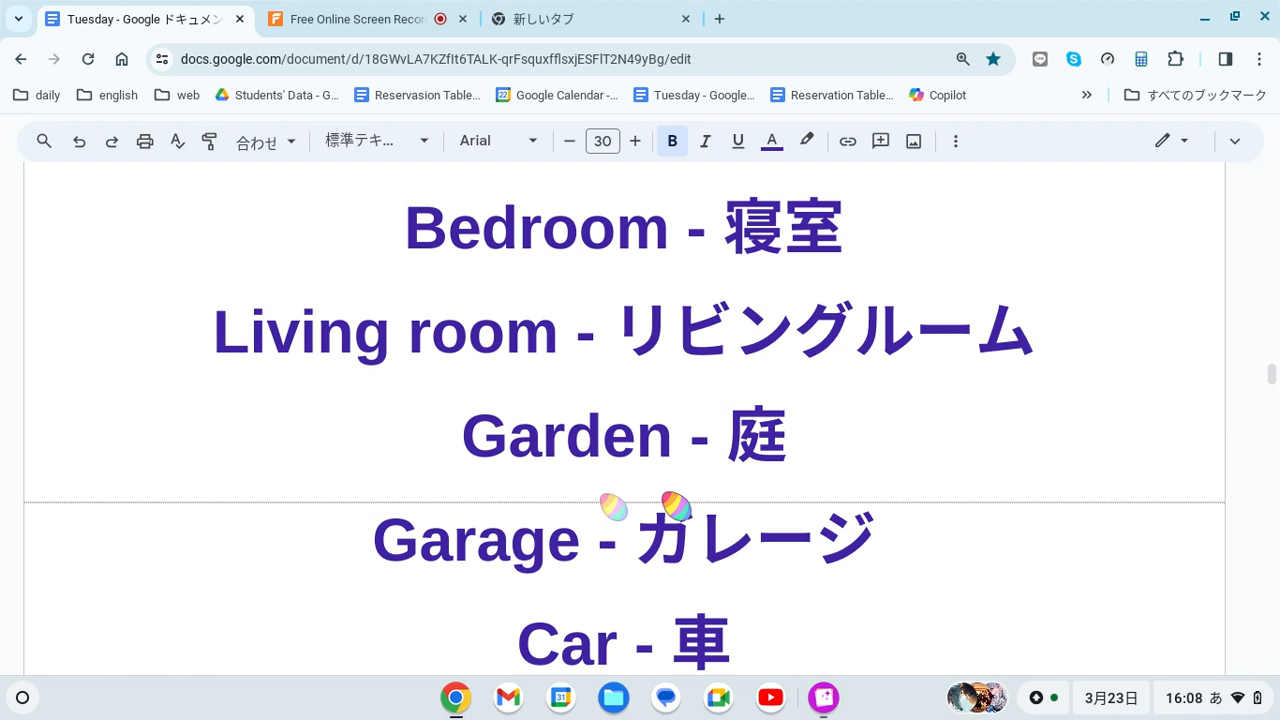 Tuesday - Google ドキュメン
Free Online Screen Recor
新しいタブ
docs.google.com/document/d/18GWvLA7KZfIt6TALK-qrFsquxfflsxjESFlT2N49yBg/edit
daily
english
web
Students' Data - G...
Reservasion Table...
Google Calendar -...
Tuesday - Google...
Reservation Table...
Copilot
すべてのブックマーク
合わせ
標準テキ...
Arial
30
B
I
U
A
Bedroom - 寝室
Living room - リビングルーム
Garden - 庭
Garage - ガレージ
Car - 車
3月23日
16:08 あ